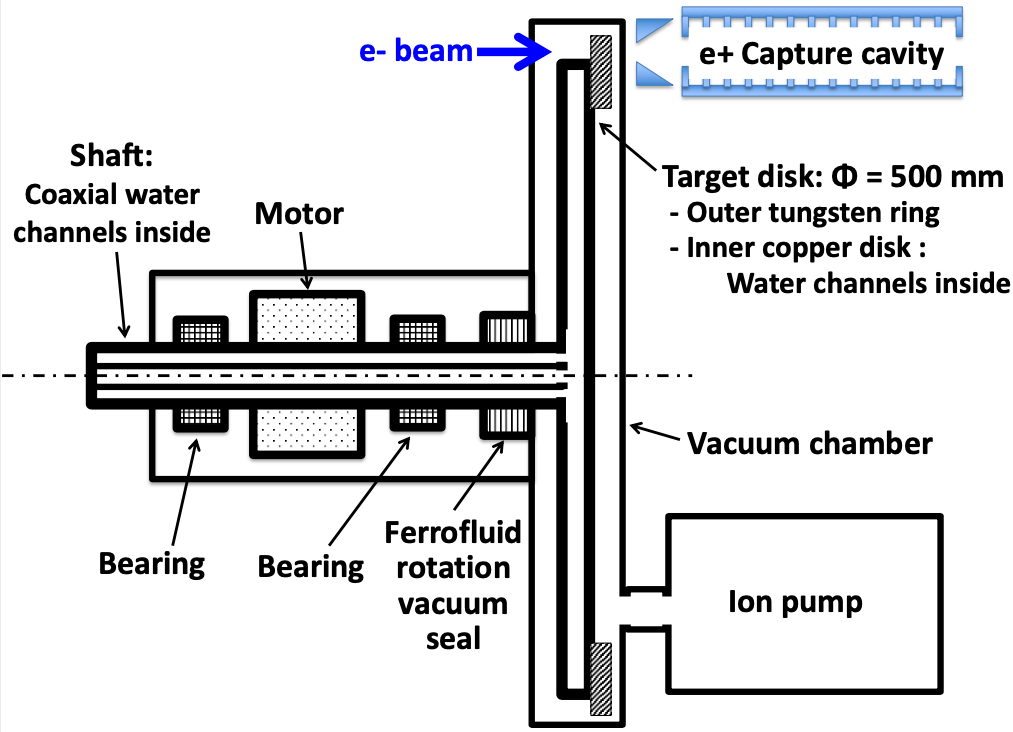 e- beam
e+ Capture cavity
Shaft:
Coaxial water
channels inside
Motor
Target disk: Φ = 500 mm
- Outer tungsten ring
- Inner copper disk :
Water channels inside
Vacuum chamber
Bearing
Bearing
Ferrofluid
rotation
vacuum
seal
Ion pump